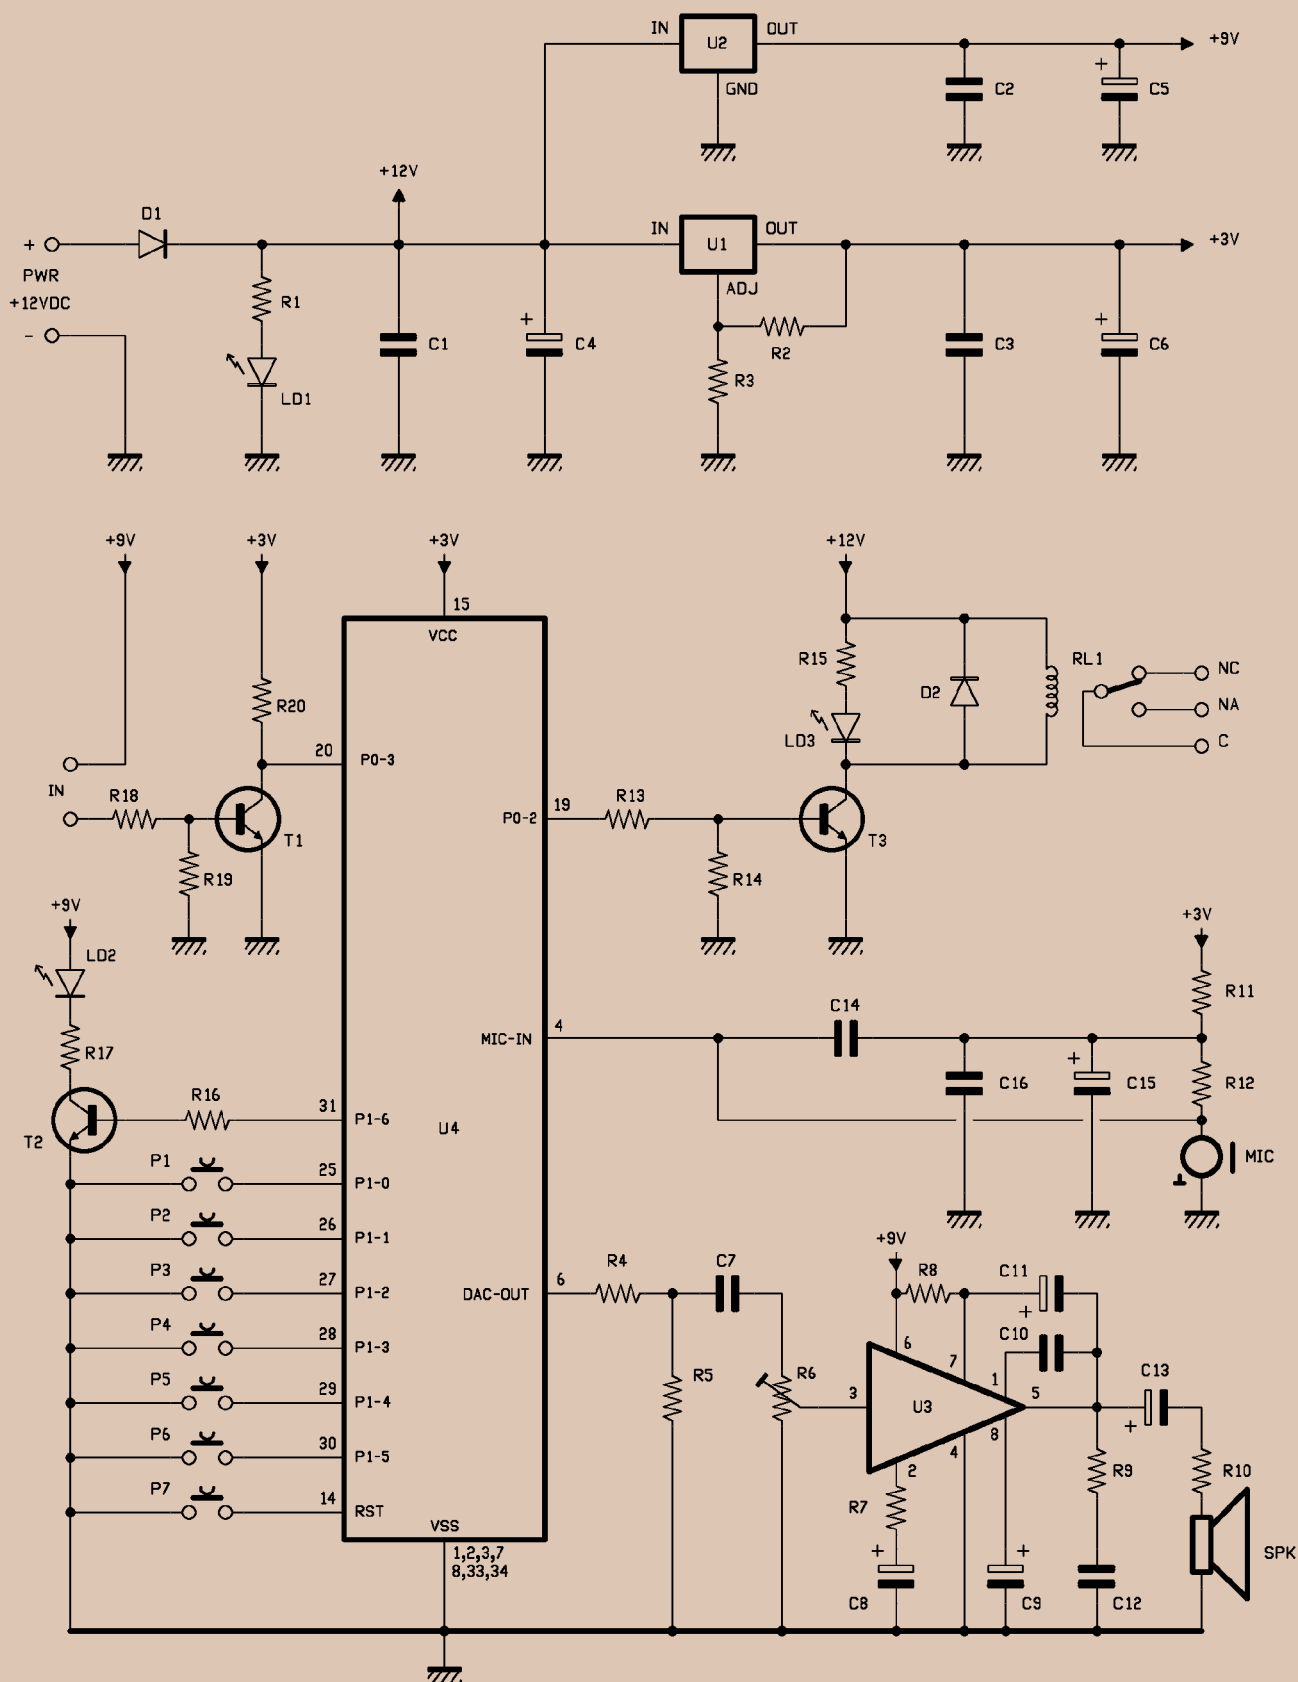 IN U2 OUT +9V
GND
+ C2 + C5
+12V
D1
+ IN U1 OUT +3V
PWR
+12VDC
-
R1
LD1
C1
+ C4
ADJ
R2
R3
C3
+ C6
+9V +3V +3V +12V
15
VCC
R15 RL1 NC
R20 D2 NA
LD3 C
20 P0-3
IN
R18
T1
R19
P0-2 19 R13
T3
R14
+9V
LD2
+3V
R11
C14
MIC-IN 4
R17
C16 + C15 R12
R16
T2
31 P1-6
U4
MIC
P1 25 P1-0
P2 26 P1-1
P3 27 P1-2
P4 28 P1-3
P5 29 P1-4
P6 30 P1-5
P7 14 RST
DAC-OUT 6 R4 C7
+9V
R8 C11
+
C10
6 7 1
R5 R6 3 U3 5 C13
+
8
4
2
R9 R10
R7
VSS
1,2,3,7
8,33,34
+ C8 + C9 C12
SPK